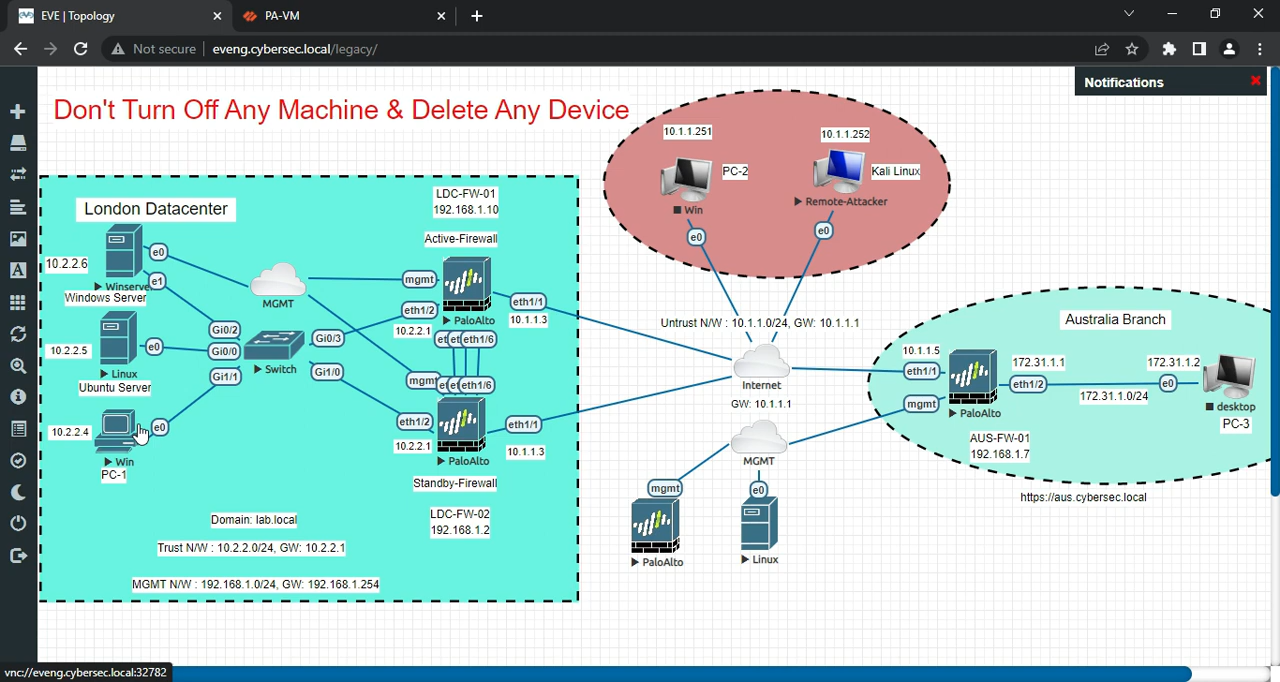 EVE | Topology
PA-VM
Not secure
eveng.cybersec.local/legacy/
Notifications
Don't Turn Off Any Machine & Delete Any Device
London Datacenter
10.2.2.6
e0
e1
Winserver
Windows Server
10.2.2.5
e0
Linux
Ubuntu Server
10.2.2.4
e0
Win
PC-1
MGMT
Gi0/2
Gi0/0
Gi1/1
Gi0/3
Gi1/0
Switch
LDC-FW-01
192.168.1.10
Active-Firewall
mgmt
eth1/2
10.2.2.1
PaloAlto
eth1/1
10.1.1.3
eth1/6
mgmt
eth1/6
eth1/2
10.2.2.1
PaloAlto
eth1/1
10.1.1.3
Standby-Firewall
LDC-FW-02
192.168.1.2
Domain: lab.local
Trust N/W : 10.2.2.0/24, GW: 10.2.2.1
MGMT N/W : 192.168.1.0/24, GW: 192.168.1.254
10.1.1.251
PC-2
Win
e0
10.1.1.252
Kali Linux
Remote-Attacker
e0
Untrust N/W : 10.1.1.0/24, GW: 10.1.1.1
Internet
GW: 10.1.1.1
MGMT
mgmt
e0
PaloAlto
Linux
Australia Branch
10.1.1.5
eth1/1
mgmt
PaloAlto
AUS-FW-01
192.168.1.7
172.31.1.1
eth1/2
172.31.1.0/24
172.31.1.2
e0
desktop
PC-3
https://aus.cybersec.local
vnc://eveng.cybersec.local:32782